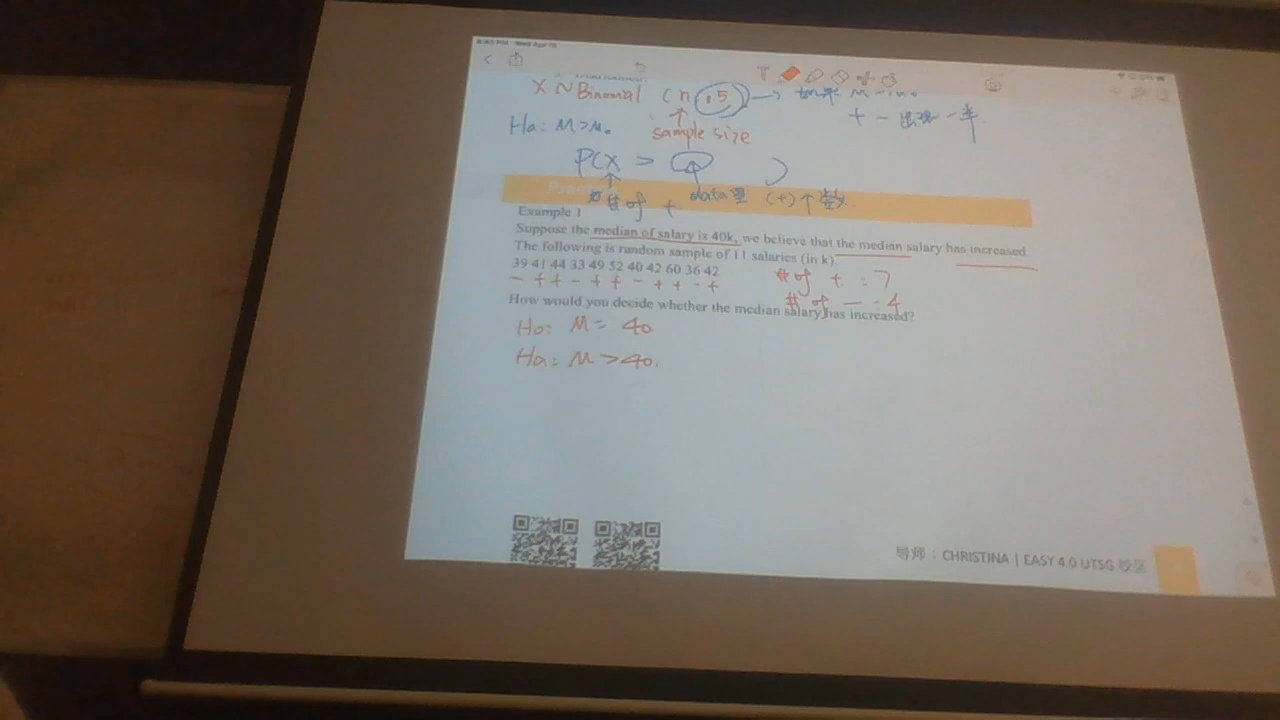 X ~ Binomial (n, .5) →
+ - 出现一半
Ha: M > M₀
sample size
P(X > )
# of + data里 (+)个数
Example 1
Suppose the median of salary is 40k, we believe that the median salary has increased.
The following is random sample of 11 salaries (in k).
39 41 44 33 49 52 40 42 60 36 42
- + + - + + - + + - +
# of + : 7
# of - : 4
How would you decide whether the median salary has increased?
Ho: M = 40
Ha: M > 40.
导师：CHRISTINA | EASY 4.0 UTSG 校区